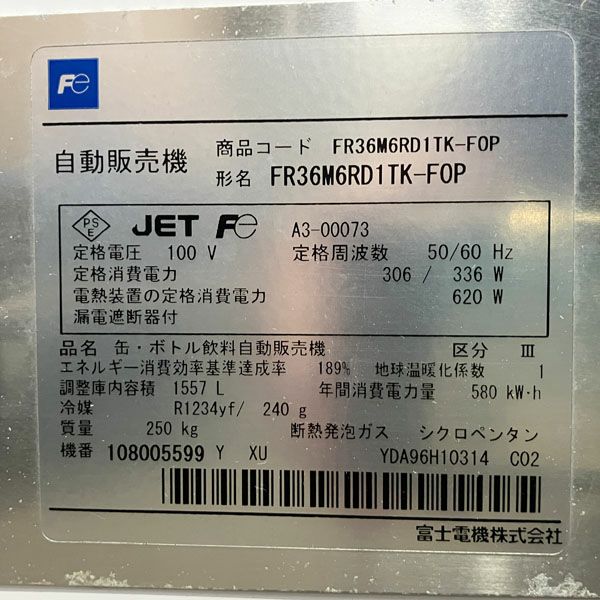 Fe
自動販売機 商品コード FR36M6RD1TK-FOP
形名 FR36M6RD1TK-FOP
PSE JET Fe A3-00073
定格電圧 100 V 定格周波数 50/60 Hz
定格消費電力 306 / 336 W
電熱装置の定格消費電力 620 W
漏電遮断器付
品名 缶・ボトル飲料自動販売機 区分 Ⅲ
エネルギー消費効率基準達成率 189% 地球温暖化係数 1
調整庫内容積 1557 L 年間消費電力量 580 kW·h
冷媒 R1234yf/ 240 g
質量 250 kg 断熱発泡ガス シクロペンタン
機番 108005599 Y XU YDA96H10314 C02
富士電機株式会社